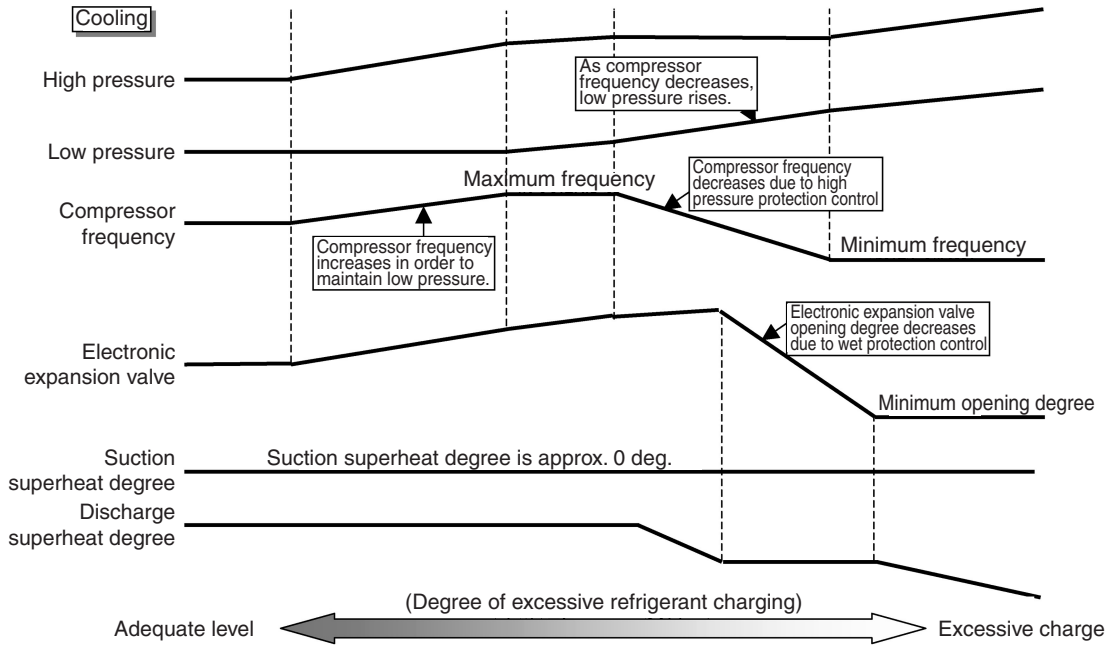 Cooling
High pressure
As compressor
frequency decreases,
low pressure rises.
Low pressure
Maximum frequency
Compressor frequency
decreases due to high
pressure protection control
Compressor
frequency
Compressor frequency
increases in order to
maintain low pressure.
Minimum frequency
Electronic expansion valve
opening degree decreases
due to wet protection control
Electronic
expansion valve
Minimum opening degree
Suction
superheat degree
Suction superheat degree is approx. 0 deg.
Discharge
superheat degree
(Degree of excessive refrigerant charging)
Adequate level
Excessive charge